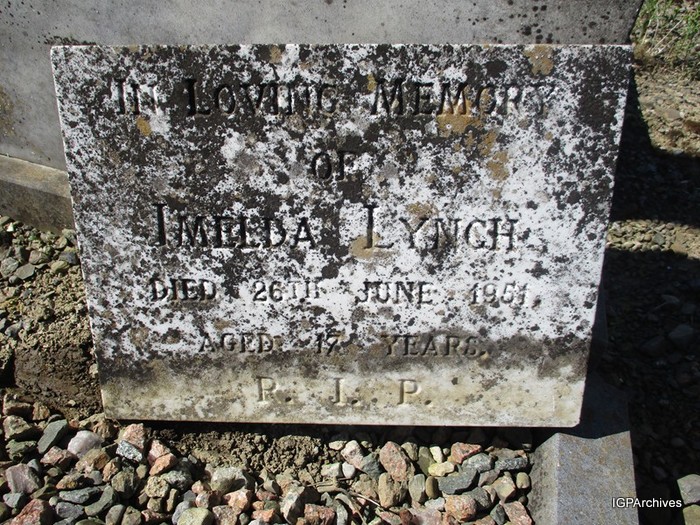 IN LOVING MEMORY
OF
IMELDA LYNCH
DIED 26TH JUNE 1951.
AGED 17 YEARS.
R. I. P.
IGPArchives